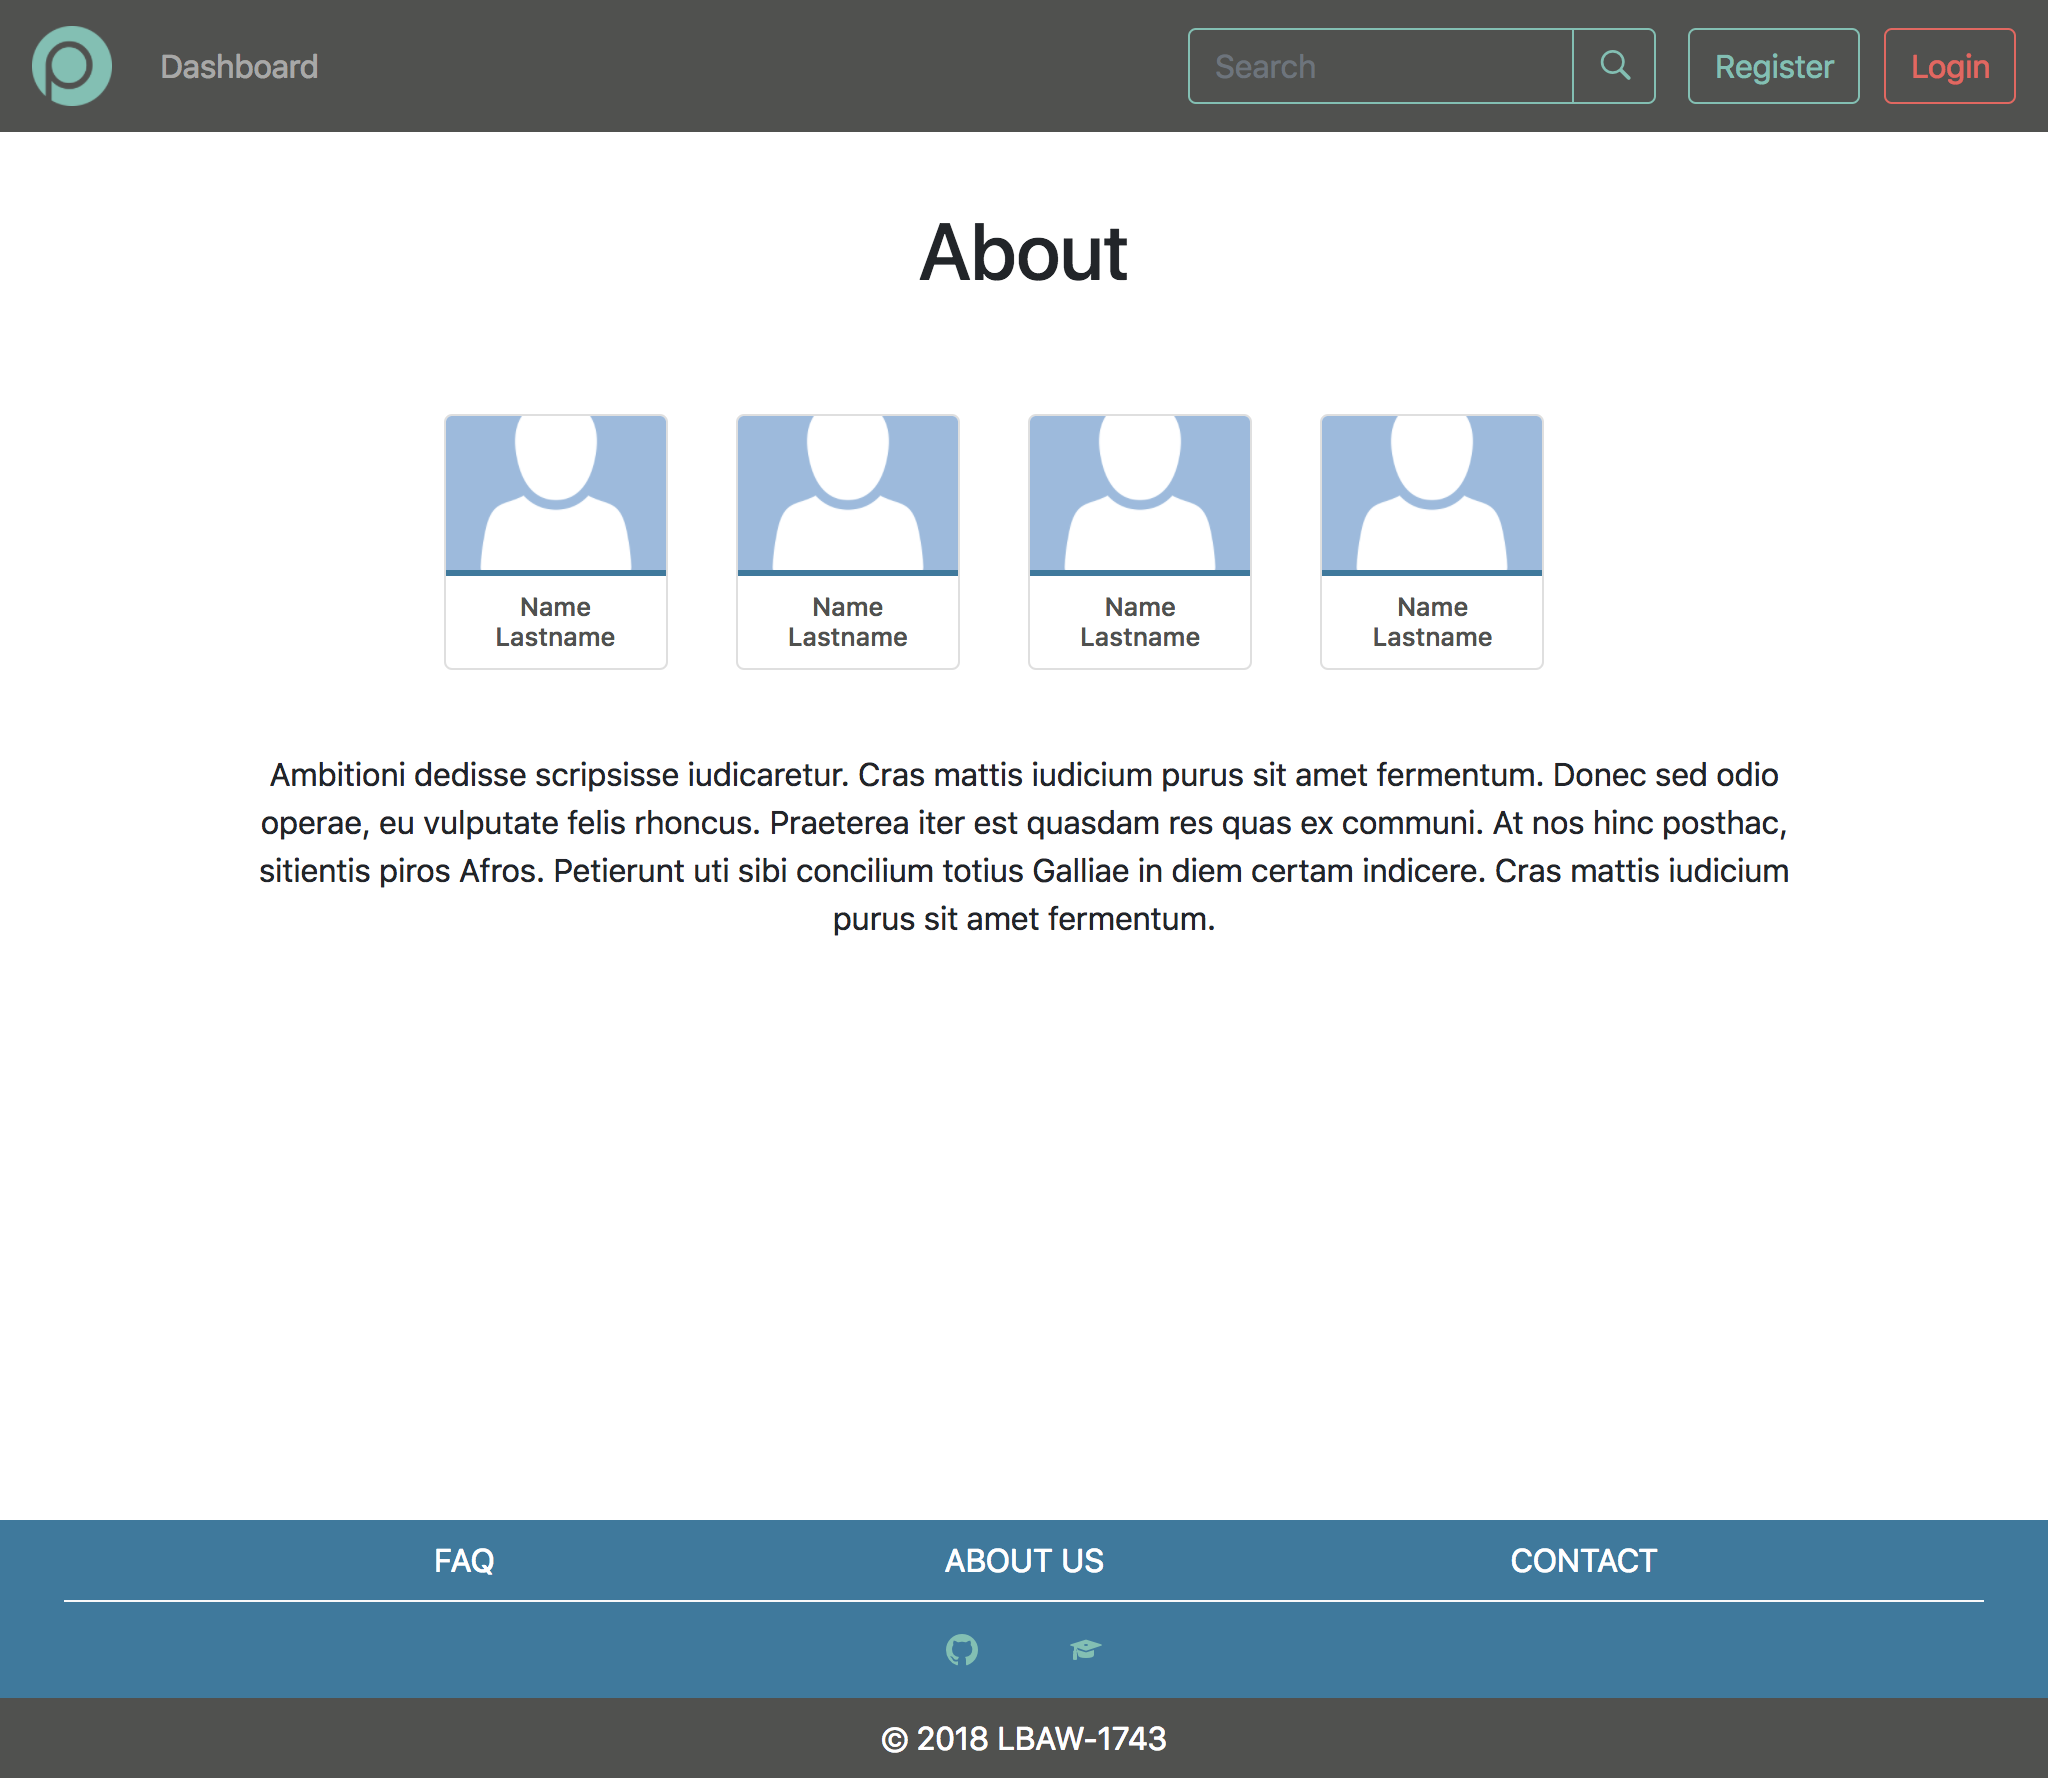 Dashboard
Search
Register
Login
About
Name
Lastname
Name
Lastname
Name
Lastname
Name
Lastname
Ambitioni dedisse scripsisse iudicaretur. Cras mattis iudicium purus sit amet fermentum. Donec sed odio
operae, eu vulputate felis rhoncus. Praeterea iter est quasdam res quas ex communi. At nos hinc posthac,
sitientis piros Afros. Petierunt uti sibi concilium totius Galliae in diem certam indicere. Cras mattis iudicium
purus sit amet fermentum.
FAQ
ABOUT US
CONTACT
© 2018 LBAW-1743